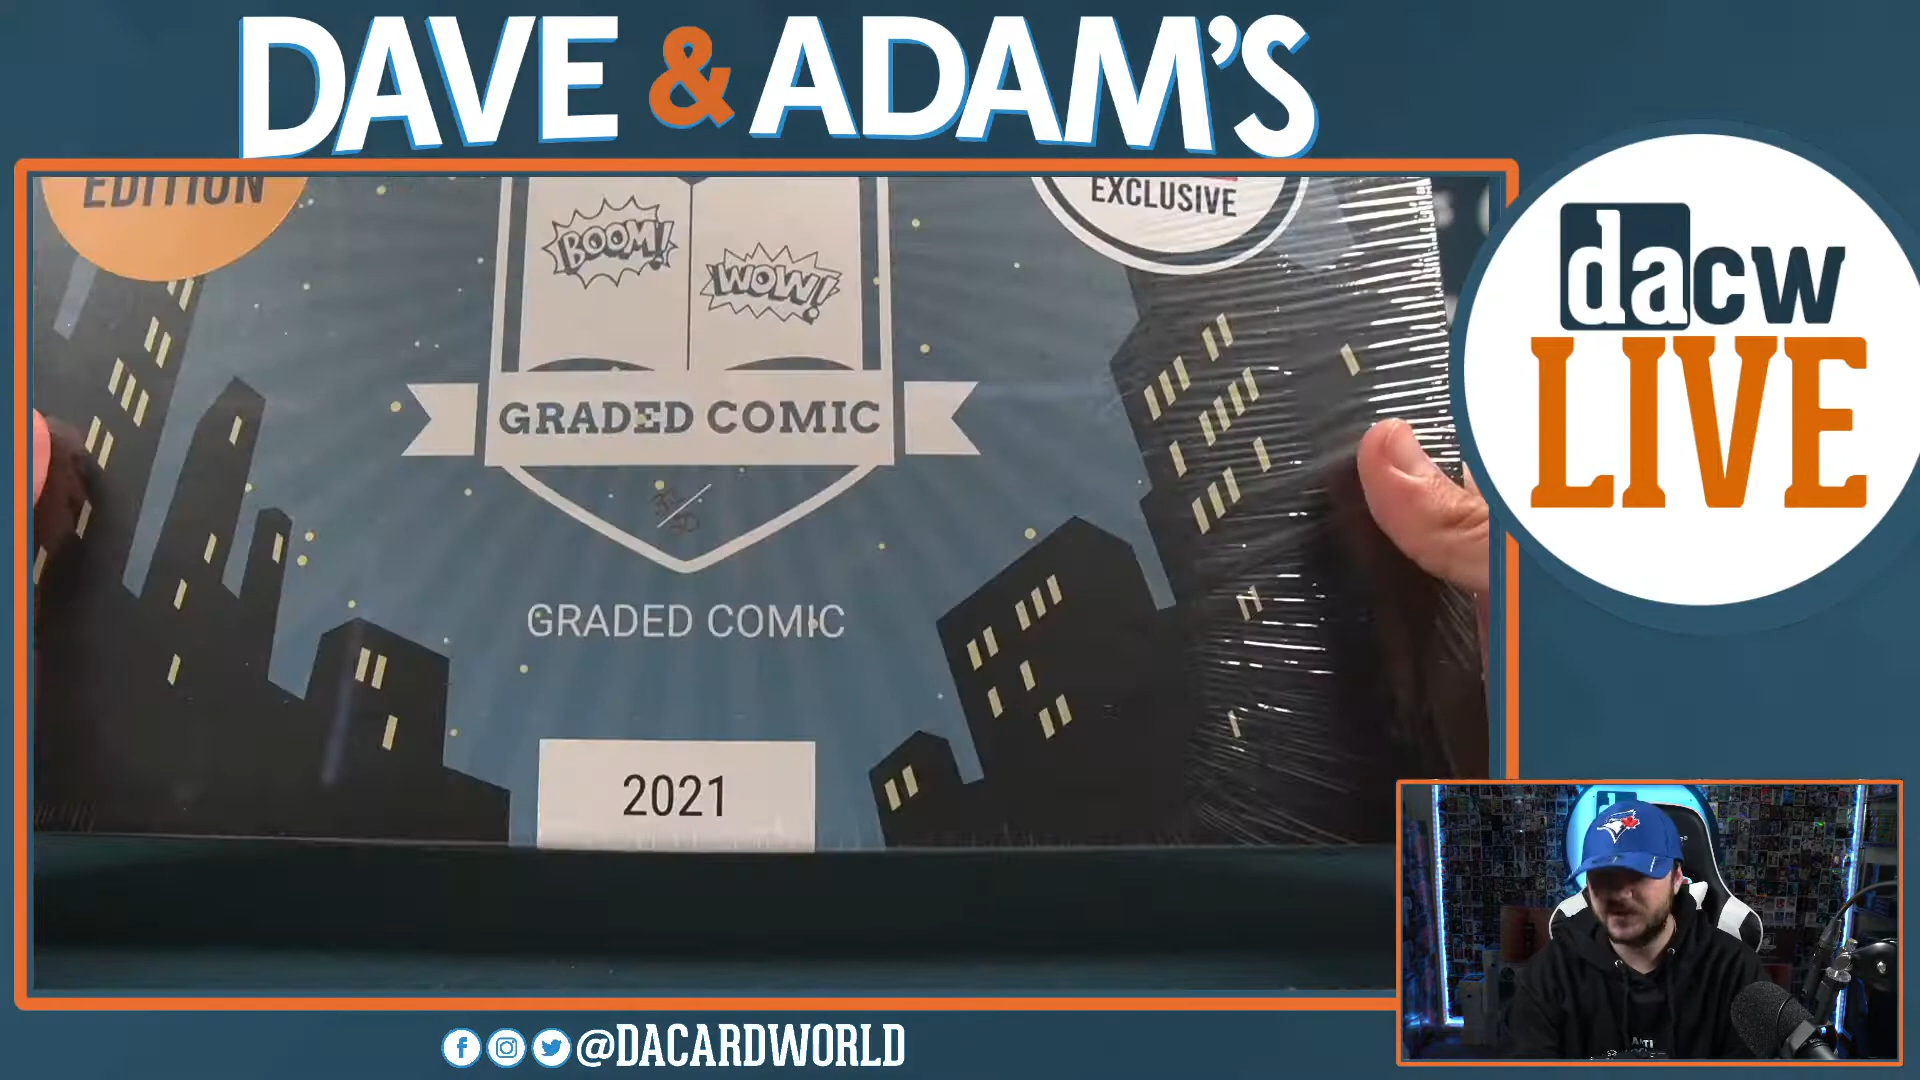 DAVE & ADAM'S
EDITION
EXCLUSIVE
BOOM!
WOW!
GRADED COMIC
GRADED COMIC
2021
dacw
LIVE
@DACARDWORLD